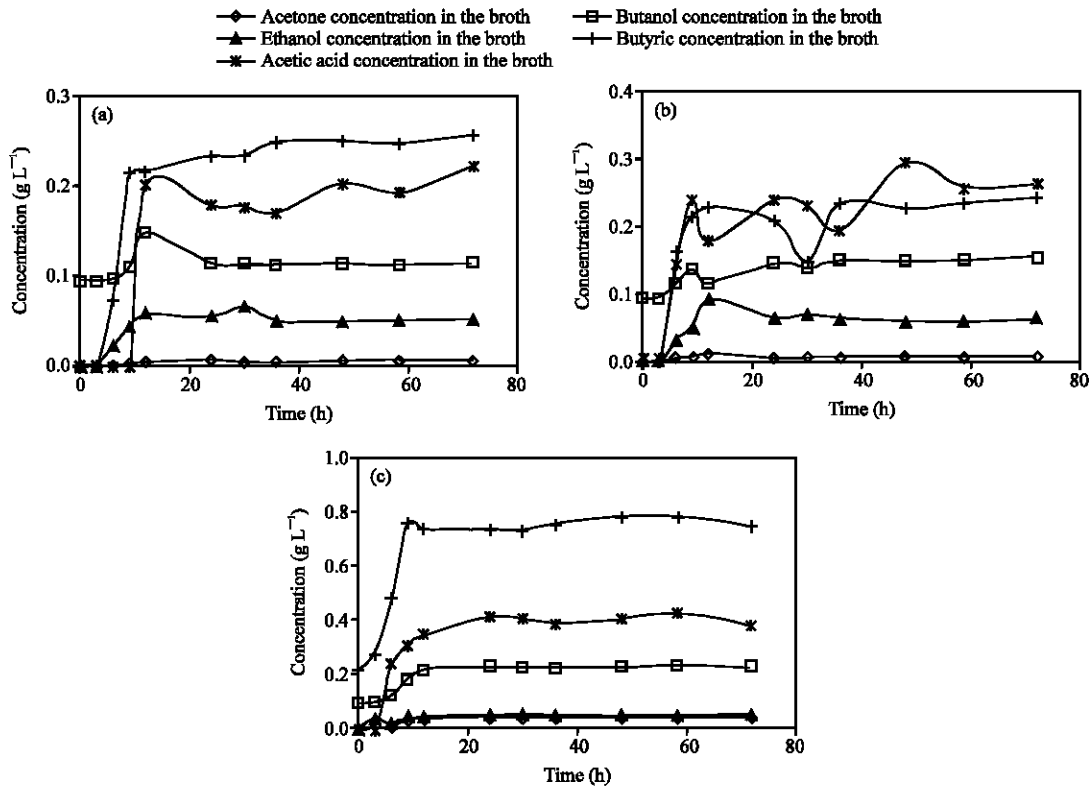 Acetone concentration in the broth
Butanol concentration in the broth
Ethanol concentration in the broth
Butyric concentration in the broth
Acetic acid concentration in the broth
(a)
0.3
0.2
0.1
0.0
Concentration (g L⁻¹)
0 20 40 60 80
Time (h)
(b)
0.4
0.3
0.2
0.1
0.0
Concentration (g L⁻¹)
0 20 40 60 80
Time (h)
(c)
1.0
0.8
0.6
0.4
0.2
0.0
Concentration (g L⁻¹)
0 20 40 60 80
Time (h)